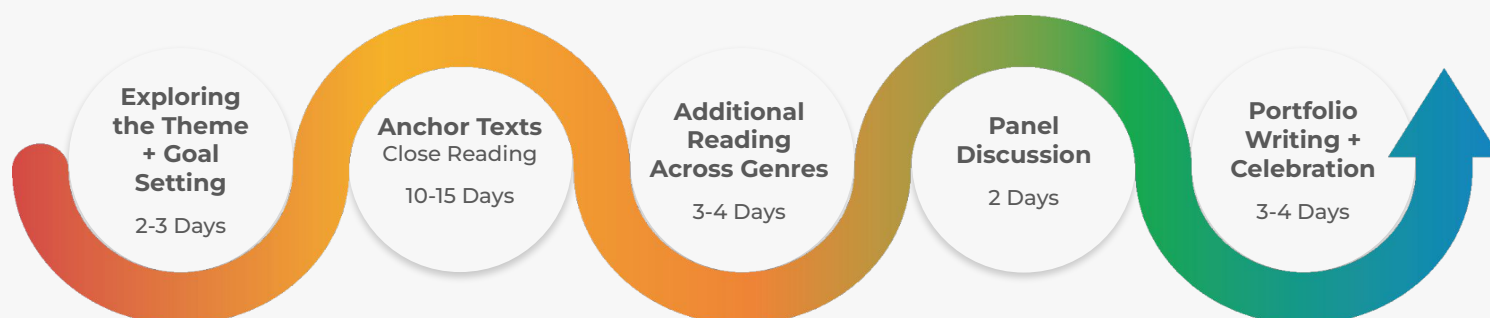 Exploring
the Theme
+ Goal
Setting
2-3 Days
Anchor Texts
Close Reading
10-15 Days
Additional
Reading
Across Genres
3-4 Days
Panel
Discussion
2 Days
Portfolio
Writing +
Celebration
3-4 Days